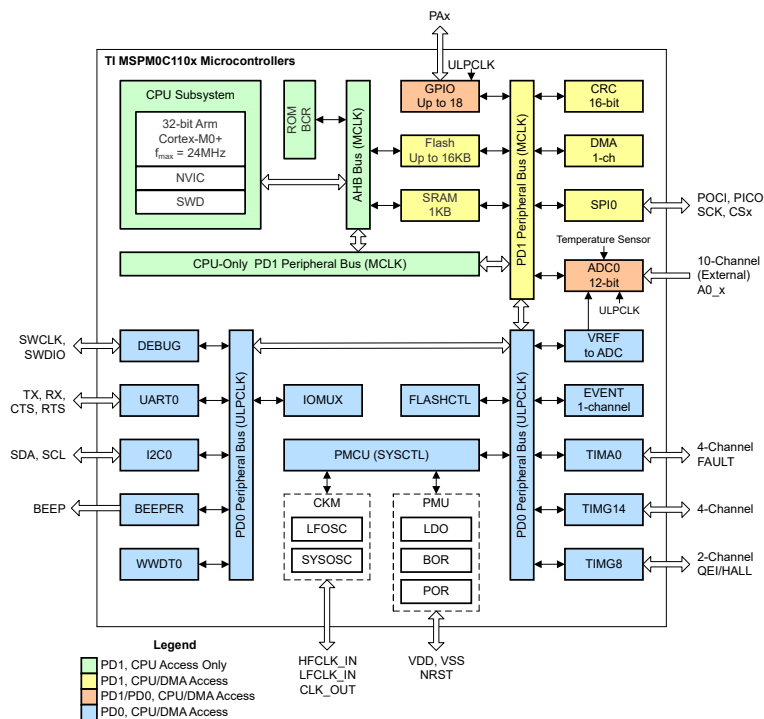 PAx
TI MSPM0C110x Microcontrollers
ULPCLK
CPU Subsystem
32-bit Arm
Cortex-M0+
fmax = 24MHz
NVIC
SWD
ROM
BCR
AHB Bus (MCLK)
GPIO
Up to 18
Flash
Up to 16KB
SRAM
1KB
PD1 Peripheral Bus (MCLK)
CRC
16-bit
DMA
1-ch
SPI0
POCI, PICO
SCK, CSx
Temperature Sensor
ADC0
12-bit
ULPCLK
10-Channel
(External)
A0_x
CPU-Only PD1 Peripheral Bus (MCLK)
SWCLK,
SWDIO
DEBUG
TX, RX,
CTS, RTS
UART0
SDA, SCL
I2C0
BEEP
BEEPER
WWDT0
PD0 Peripheral Bus (ULPCLK)
IOMUX
FLASHCTL
PMCU (SYSCTL)
CKM
LFOSC
SYSOSC
PMU
LDO
BOR
POR
PD0 Peripheral Bus (ULPCLK)
VREF
to ADC
EVENT
1-channel
TIMA0
4-Channel
FAULT
TIMG14
4-Channel
TIMG8
2-Channel
QEI/HALL
HFCLK_IN
LFCLK_IN
CLK_OUT
VDD, VSS
NRST
Legend
PD1, CPU Access Only
PD1, CPU/DMA Access
PD1/PD0, CPU/DMA Access
PD0, CPU/DMA Access